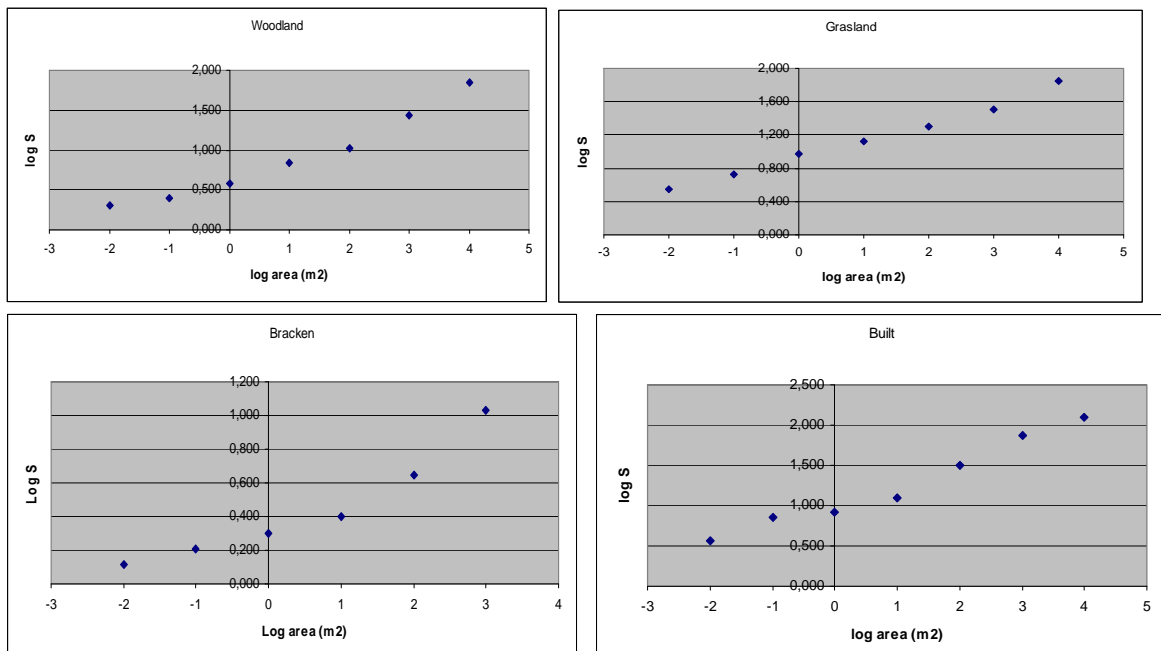 Woodland
2,000
1,500
1,000
0,500
0,000
-3 -2 -1 0 1 2 3 4 5
log S
log area (m2)
Grasland
2,000
1,600
1,200
0,800
0,400
0,000
-3 -2 -1 0 1 2 3 4 5
log S
log area (m2)
Bracken
1,200
1,000
0,800
0,600
0,400
0,200
0,000
-3 -2 -1 0 1 2 3 4
Log S
Log area (m2)
Built
2,500
2,000
1,500
1,000
0,500
0,000
-3 -2 -1 0 1 2 3 4 5
log S
log area (m2)